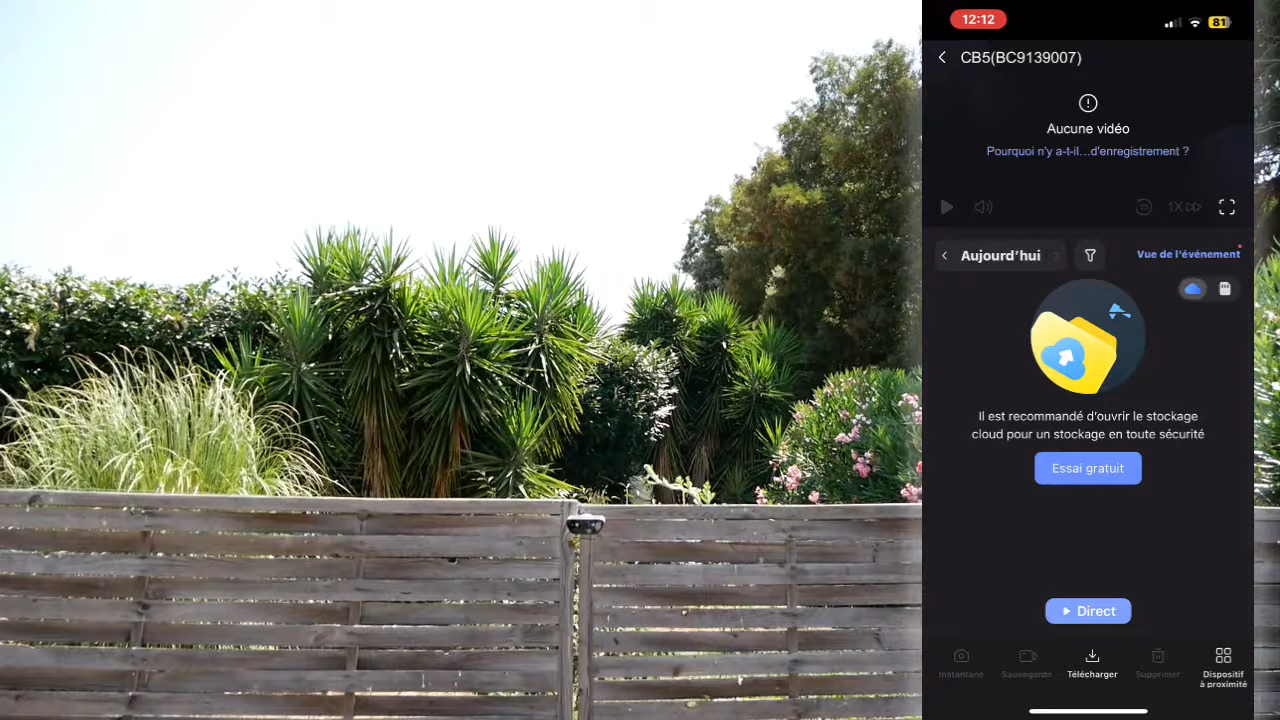 12:12
81
CB5(BC9139007)
Aucune vidéo
Pourquoi n'y a-t-il...d'enregistrement ?
1X
Aujourd'hui
Vue de l'événement
Il est recommandé d'ouvrir le stockage
cloud pour un stockage en toute sécurité
Essai gratuit
Direct
Instantané
Sauvegarde
Télécharger
Supprimer
Dispositif
à proximité